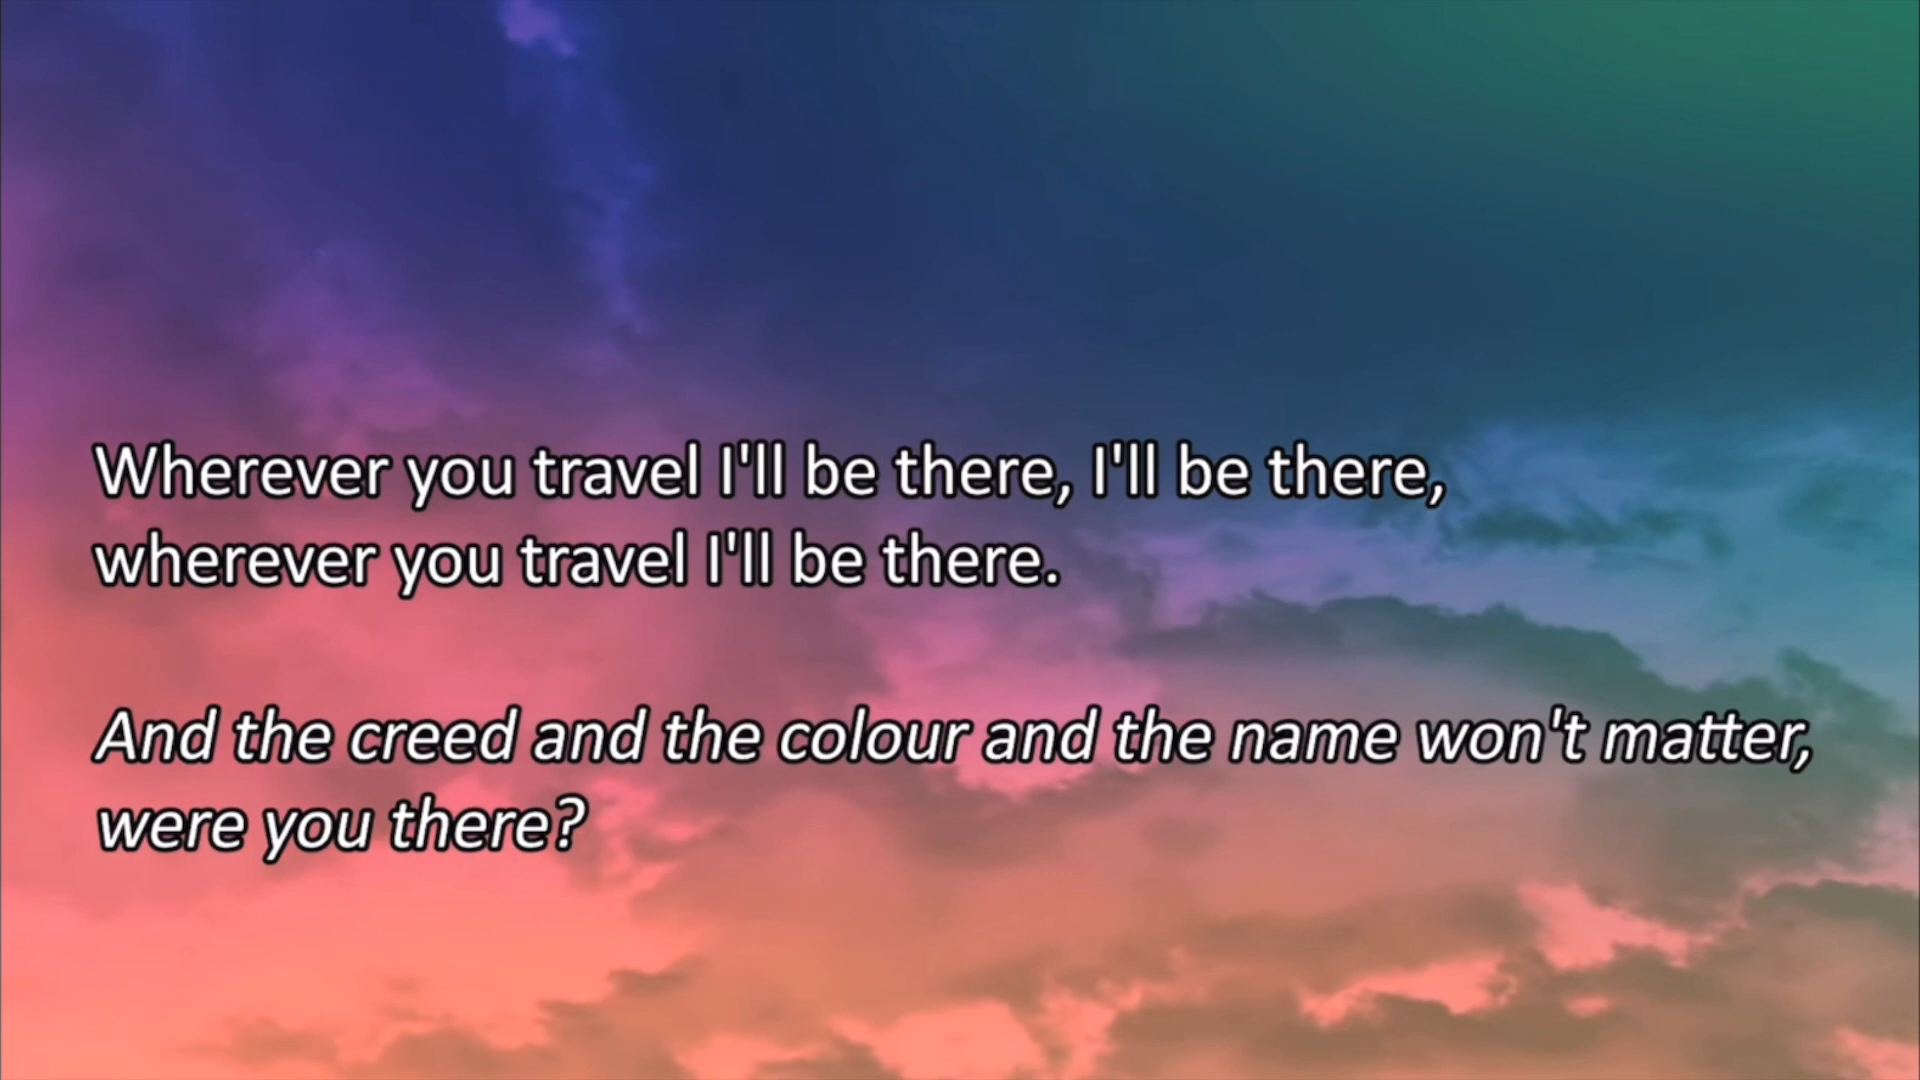 Wherever you travel I'll be there, I'll be there,
wherever you travel I'll be there.
And the creed and the colour and the name won't matter,
were you there?